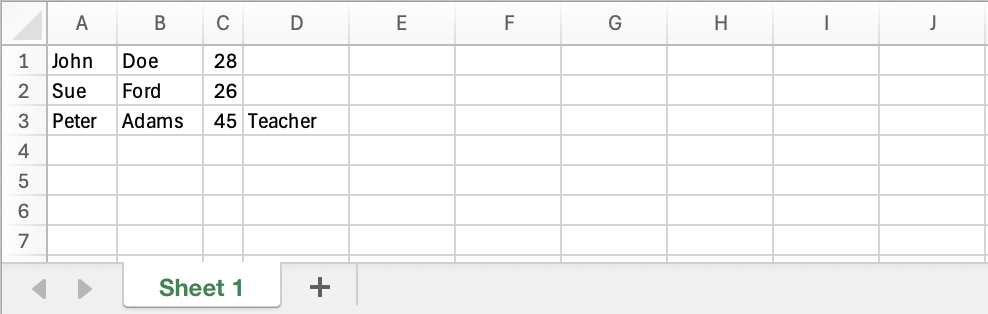 A B C D E F G H I J
1 John Doe 28
2 Sue Ford 26
3 Peter Adams 45 Teacher
4
5
6
7
Sheet 1 +